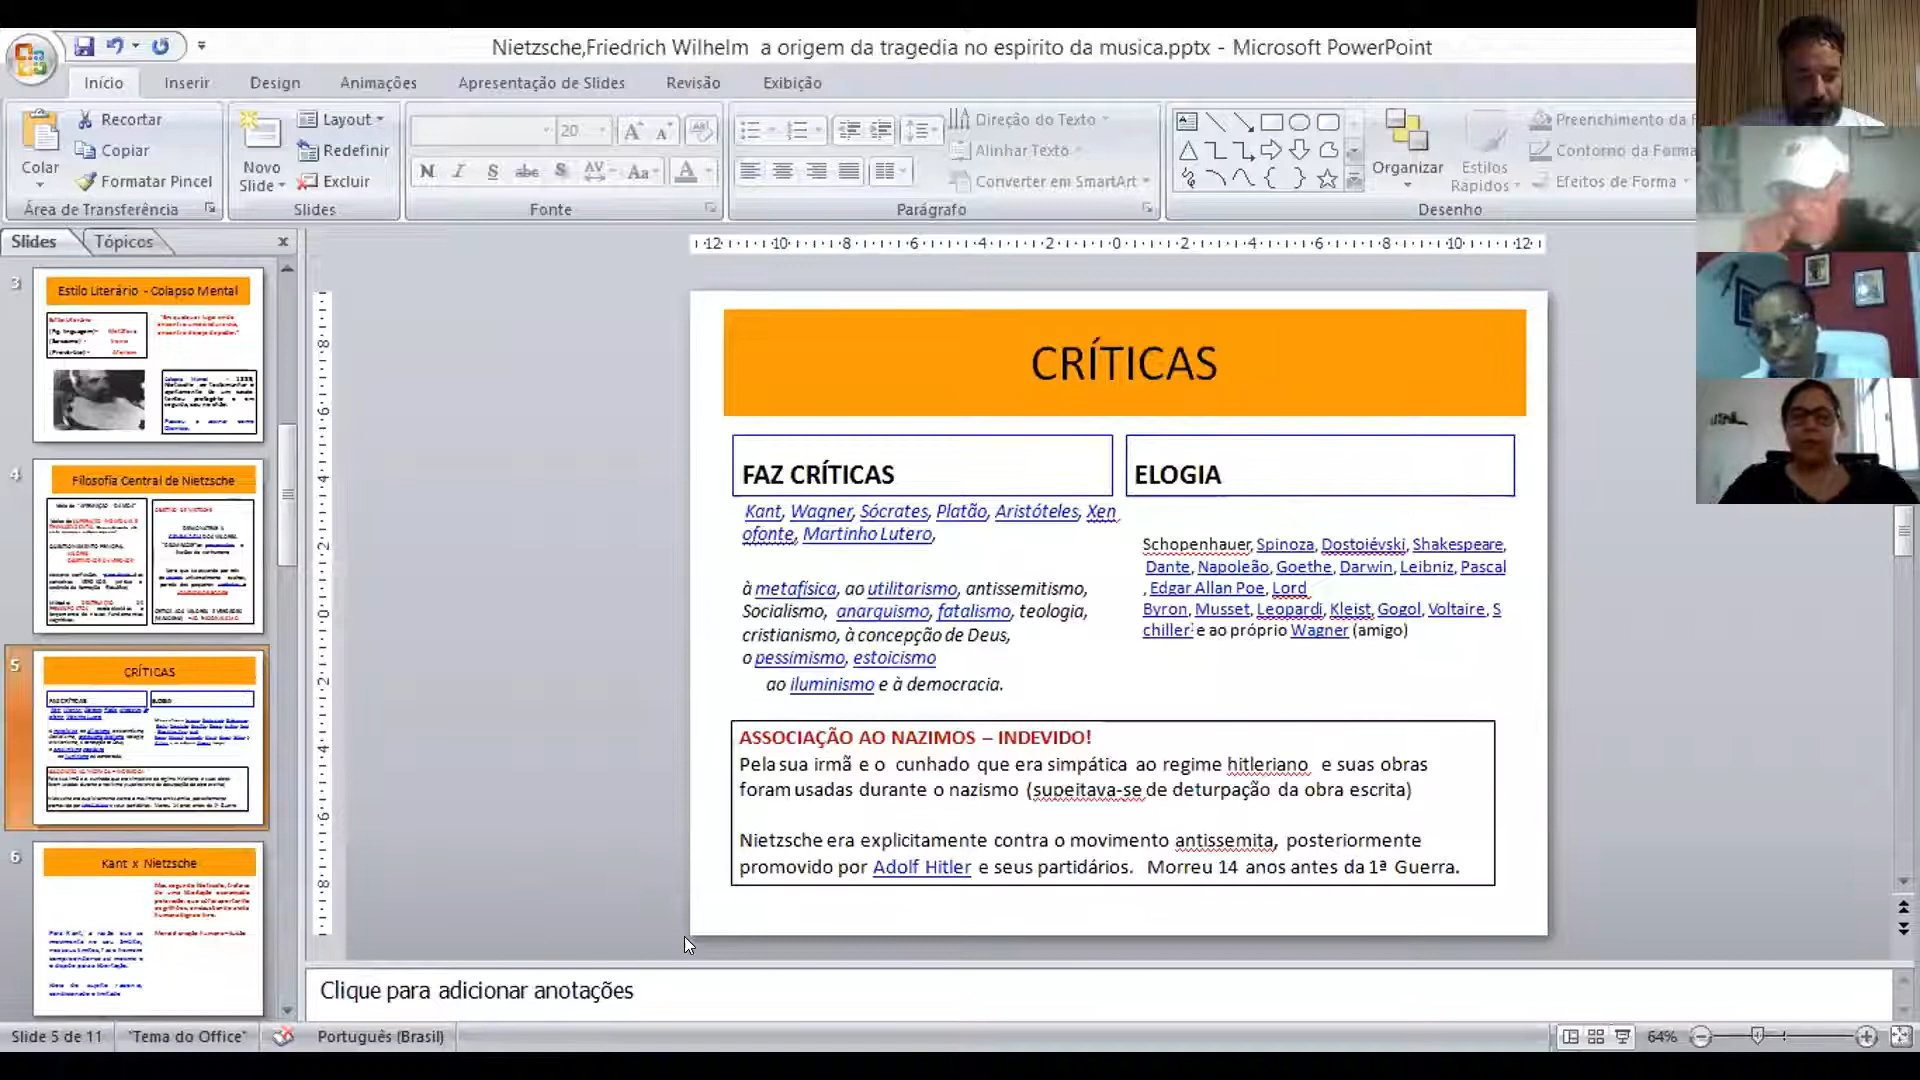 Nietzsche,Friedrich Wilhelm  a origem da tragedia no espirito da musica.pptx - Microsoft PowerPoint
Início Inserir Design Animações Apresentação de Slides Revisão Exibição
Colar
Recortar
Copiar
Formatar Pincel
Área de Transferência
Novo Slide
Layout
Redefinir
Excluir
Slides
20
Fonte
Direção do Texto
Alinhar Texto
Converter em SmartArt
Parágrafo
Organizar
Estilos Rápidos
Preenchimento da F
Contorno da Forma
Efeitos de Forma
Desenho
Slides Tópicos
3
Estilo Literário - Colapso Mental
4
Filosofia Central de Nietzsche
5
CRÍTICAS
6
Kant x Nietzsche
CRÍTICAS
FAZ CRÍTICAS
Kant, Wagner, Sócrates, Platão, Aristóteles, Xen
ofonte, Martinho Lutero,
à metafísica, ao utilitarismo, antissemitismo,
Socialismo, anarquismo, fatalismo, teologia,
cristianismo, à concepção de Deus,
o pessimismo, estoicismo
ao iluminismo e à democracia.
ELOGIA
Schopenhauer, Spinoza, Dostoiévski, Shakespeare,
Dante, Napoleão, Goethe, Darwin, Leibniz, Pascal
, Edgar Allan Poe, Lord
Byron, Musset, Leopardi, Kleist, Gogol, Voltaire, S
chiller e ao próprio Wagner (amigo)
ASSOCIAÇÃO AO NAZIMOS – INDEVIDO!
Pela sua irmã e o cunhado que era simpática ao regime hitleriano e suas obras
foram usadas durante o nazismo (supeitava-se de deturpação da obra escrita)
Nietzsche era explicitamente contra o movimento antissemita, posteriormente
promovido por Adolf Hitler e seus partidários. Morreu 14 anos antes da 1ª Guerra.
Clique para adicionar anotações
Slide 5 de 11 "Tema do Office" Português (Brasil) 64%